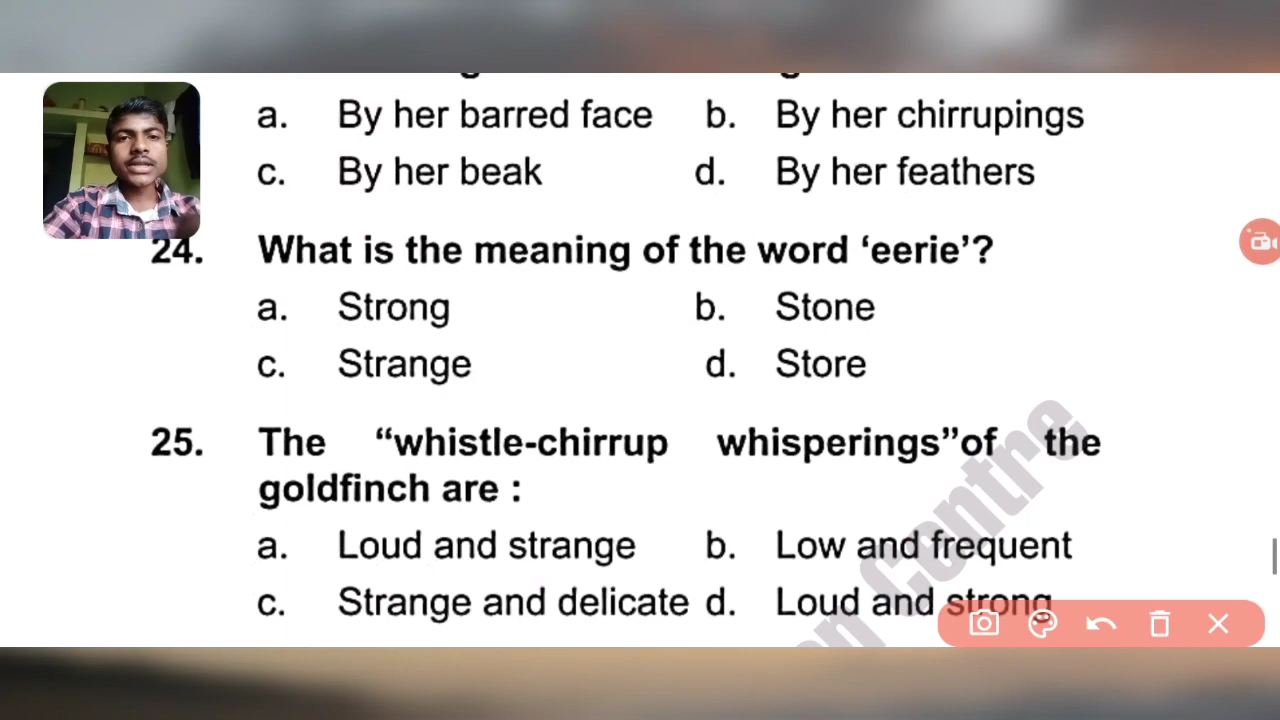 a. By her barred face b. By her chirrupings
c. By her beak d. By her feathers
24. What is the meaning of the word ‘eerie’?
a. Strong b. Stone
c. Strange d. Store
25. The “whistle-chirrup whisperings”of the
goldfinch are :
a. Loud and strange b. Low and frequent
c. Strange and delicate d. Loud and strong
Centre